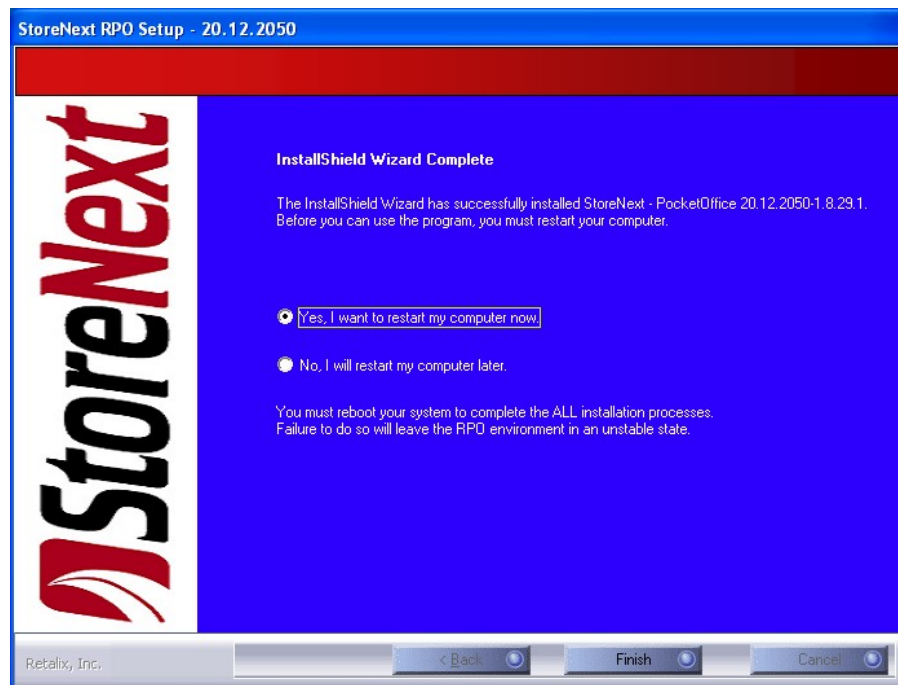 StoreNext RPO Setup - 20.12.2050
StoreNext
InstallShield Wizard Complete
The InstallShield Wizard has successfully installed StoreNext - PocketOffice 20.12.2050-1.8.29.1.
Before you can use the program, you must restart your computer.
Yes, I want to restart my computer now.
No, I will restart my computer later.
You must reboot your system to complete the ALL installation processes.
Failure to do so will leave the RPO environment in an unstable state.
Retalix, Inc.
< Back
Finish
Cancel